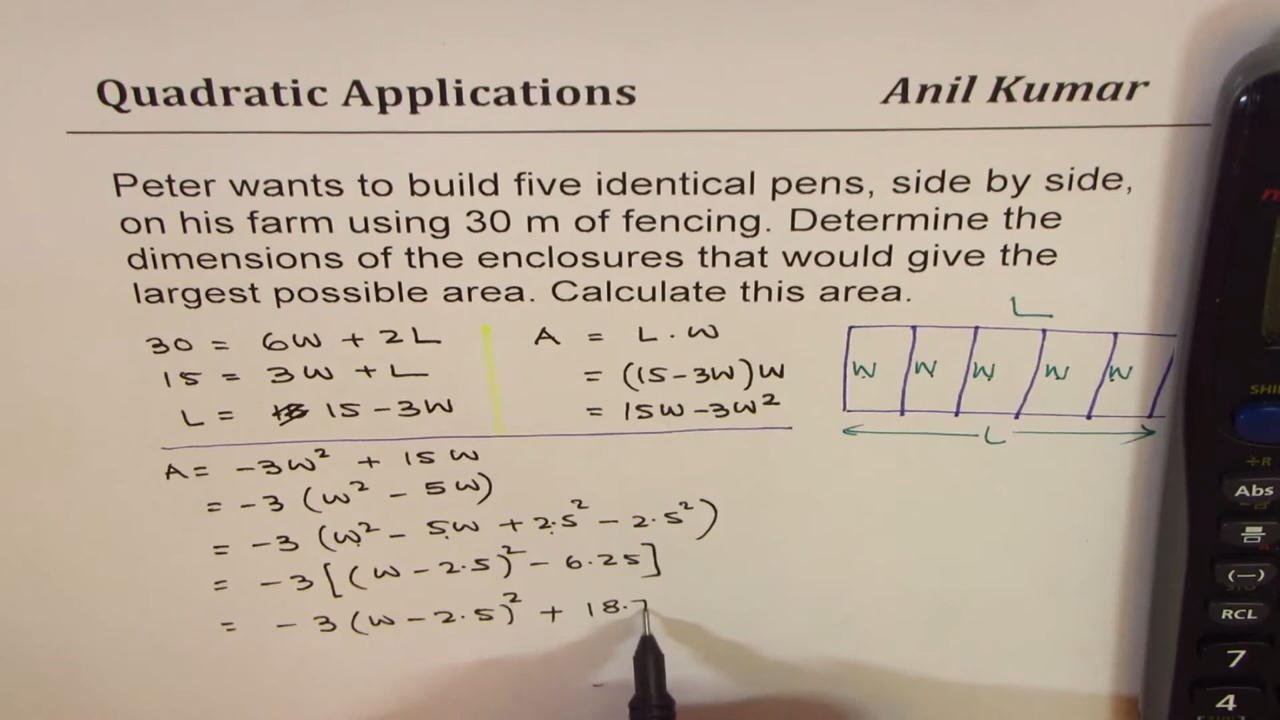 Quadratic Applications
Anil Kumar
Peter wants to build five identical pens, side by side,
on his farm using 30 m of fencing. Determine the
dimensions of the enclosures that would give the
largest possible area. Calculate this area.
30 = 6W + 2L
15 = 3W + L
L = 15 - 3W
A = L . W
= (15-3W)W
= 15W - 3W²
L
W W W W W
L
A = -3W² + 15W
= -3 (W² - 5W)
= -3 (W² - 5W + 2.5² - 2.5²)
= -3 [(W - 2.5)² - 6.25]
= -3 (W - 2.5)² + 18.7
SHI
÷R
Abs
(—)
STO
RCL
7
4